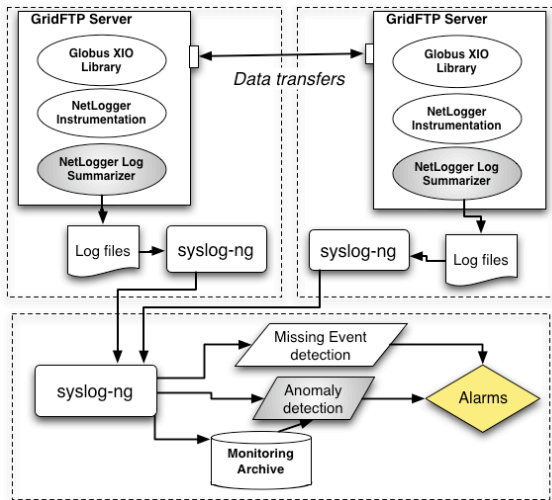 GridFTP Server
Globus XIO
Library
NetLogger
Instrumentation
NetLogger Log
Summarizer
Log files
syslog-ng
Data transfers
GridFTP Server
Globus XIO
Library
NetLogger
Instrumentation
NetLogger Log
Summarizer
syslog-ng
Log files
syslog-ng
Missing Event
detection
Anomaly
detection
Monitoring
Archive
Alarms